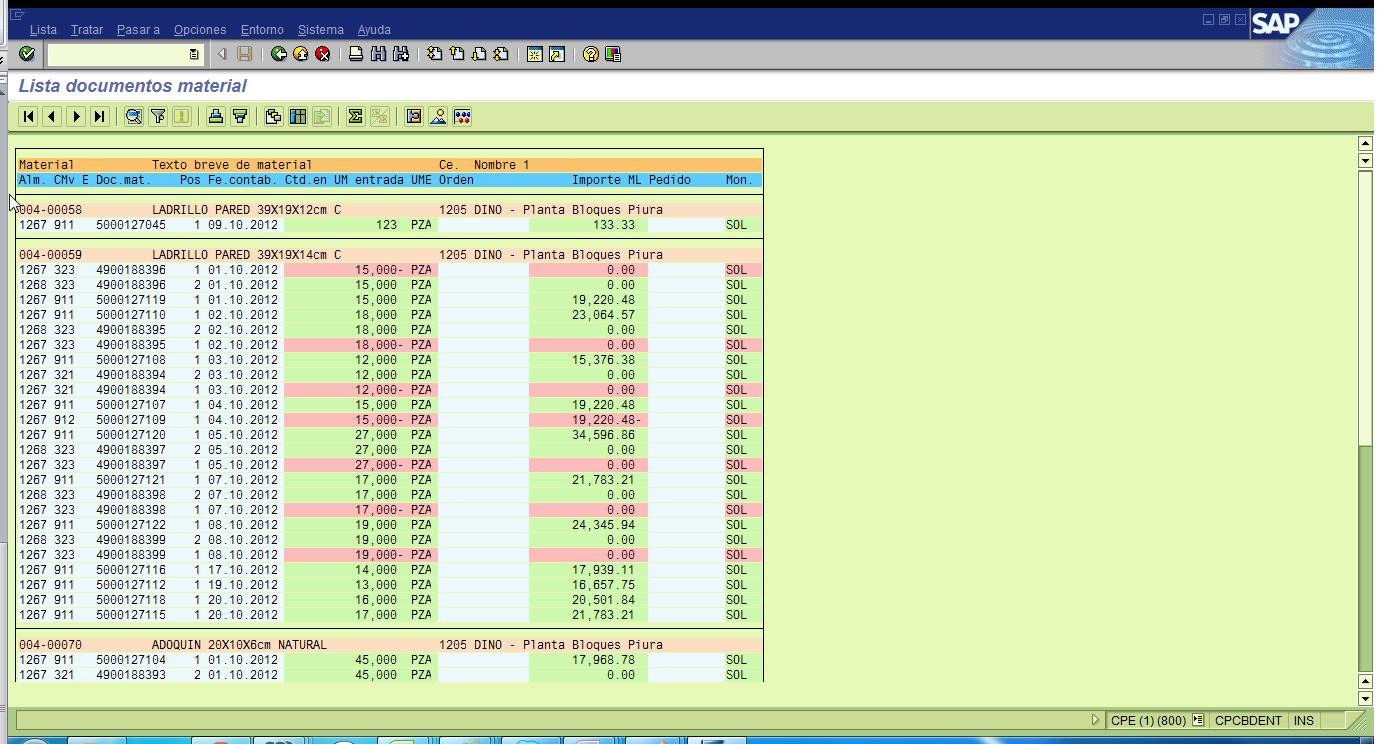 Lista Tratar Pasar a Opciones Entorno Sistema Ayuda
SAP
Lista documentos material
Material Texto breve de material Ce. Nombre 1
Alm. CMv E Doc.mat. Pos Fe.contab. Ctd.en UM entrada UME Orden Importe ML Pedido Mon.
004-00058 LADRILLO PARED 39X19X12cm C 1205 DINO - Planta Bloques Piura
1267 911 5000127045 1 09.10.2012 123 PZA 133.33 SOL
004-00059 LADRILLO PARED 39X19X14cm C 1205 DINO - Planta Bloques Piura
1267 323 4900188396 1 01.10.2012 15,000- PZA 0.00 SOL
1268 323 4900188396 2 01.10.2012 15,000 PZA 0.00 SOL
1267 911 5000127119 1 01.10.2012 15,000 PZA 19,220.48 SOL
1267 911 5000127110 1 02.10.2012 18,000 PZA 23,064.57 SOL
1268 323 4900188395 2 02.10.2012 18,000 PZA 0.00 SOL
1267 323 4900188395 1 02.10.2012 18,000- PZA 0.00 SOL
1267 911 5000127108 1 03.10.2012 12,000 PZA 15,376.38 SOL
1267 321 4900188394 2 03.10.2012 12,000 PZA 0.00 SOL
1267 321 4900188394 1 03.10.2012 12,000- PZA 0.00 SOL
1267 911 5000127107 1 04.10.2012 15,000 PZA 19,220.48 SOL
1267 912 5000127109 1 04.10.2012 15,000- PZA 19,220.48- SOL
1267 911 5000127120 1 05.10.2012 27,000 PZA 34,596.86 SOL
1268 323 4900188397 2 05.10.2012 27,000 PZA 0.00 SOL
1267 323 4900188397 1 05.10.2012 27,000- PZA 0.00 SOL
1267 911 5000127121 1 07.10.2012 17,000 PZA 21,783.21 SOL
1268 323 4900188398 2 07.10.2012 17,000 PZA 0.00 SOL
1267 323 4900188398 1 07.10.2012 17,000- PZA 0.00 SOL
1267 911 5000127122 1 08.10.2012 19,000 PZA 24,345.94 SOL
1268 323 4900188399 2 08.10.2012 19,000 PZA 0.00 SOL
1267 323 4900188399 1 08.10.2012 19,000- PZA 0.00 SOL
1267 911 5000127116 1 17.10.2012 14,000 PZA 17,939.11 SOL
1267 911 5000127112 1 19.10.2012 13,000 PZA 16,657.75 SOL
1267 911 5000127118 1 20.10.2012 16,000 PZA 20,501.84 SOL
1267 911 5000127115 1 20.10.2012 17,000 PZA 21,783.21 SOL
004-00070 ADOQUIN 20X10X6cm NATURAL 1205 DINO - Planta Bloques Piura
1267 911 5000127104 1 01.10.2012 45,000 PZA 17,968.78 SOL
1267 321 4900188393 2 01.10.2012 45,000 PZA 0.00 SOL
CPE (1) (800) CPCBDENT INS